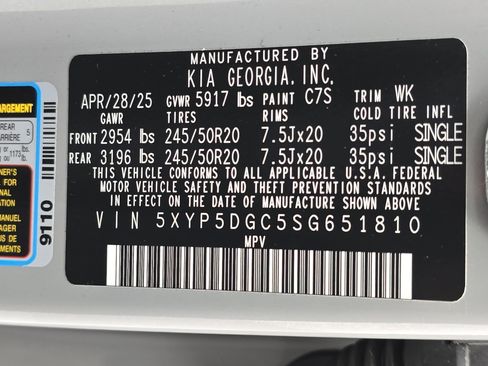 MANUFACTURED BY
KIA GEORGIA, INC.
APR/28/25 GVWR 5917 lbs PAINT C7S TRIM WK
GAWR TIRES RIMS COLD TIRE INFL
FRONT 2954 lbs 245/50R20 7.5Jx20 35psi SINGLE
REAR 3196 lbs 245/50R20 7.5Jx20 35psi SINGLE
THIS VEHICLE CONFORMS TO ALL APPLICABLE U.S.A. FEDERAL
MOTOR VEHICLE SAFETY AND THEFT PREVENTION STANDARDS
IN EFFECT ON THE DATE OF MANUFACTURE SHOWN ABOVE
VIN 5XYP5DGC5SG651810
MPV
REAR 5
lbs.
9110